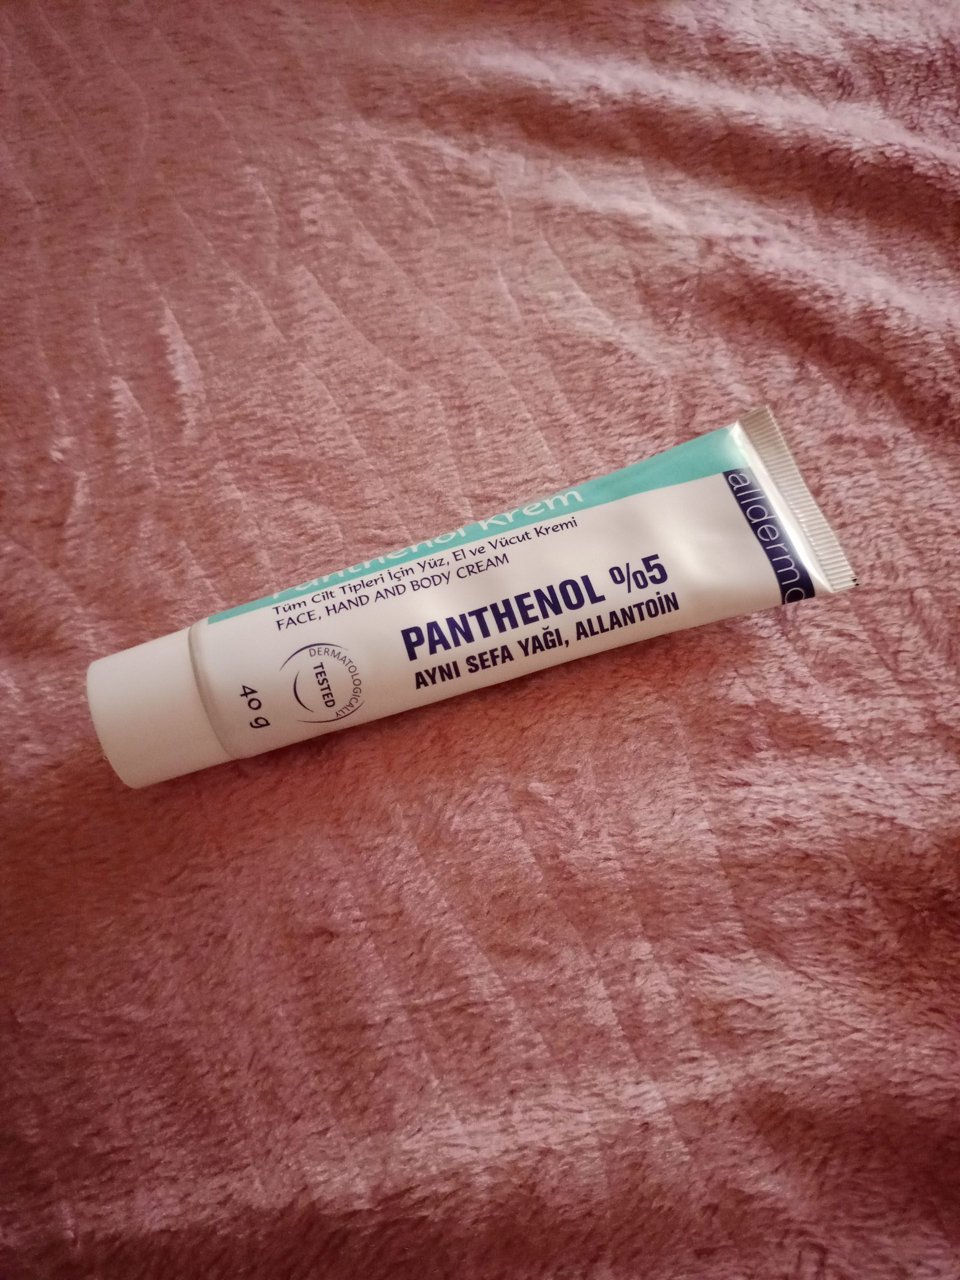 Panthenol Krem
Tüm Cilt Tipleri İçin Yüz, El ve Vücut Kremi
FACE, HAND AND BODY CREAM
PANTHENOL %5
AYNI SEFA YAĞI, ALLANTOİN
DERMATOLOGICALLY
TESTED
40 g